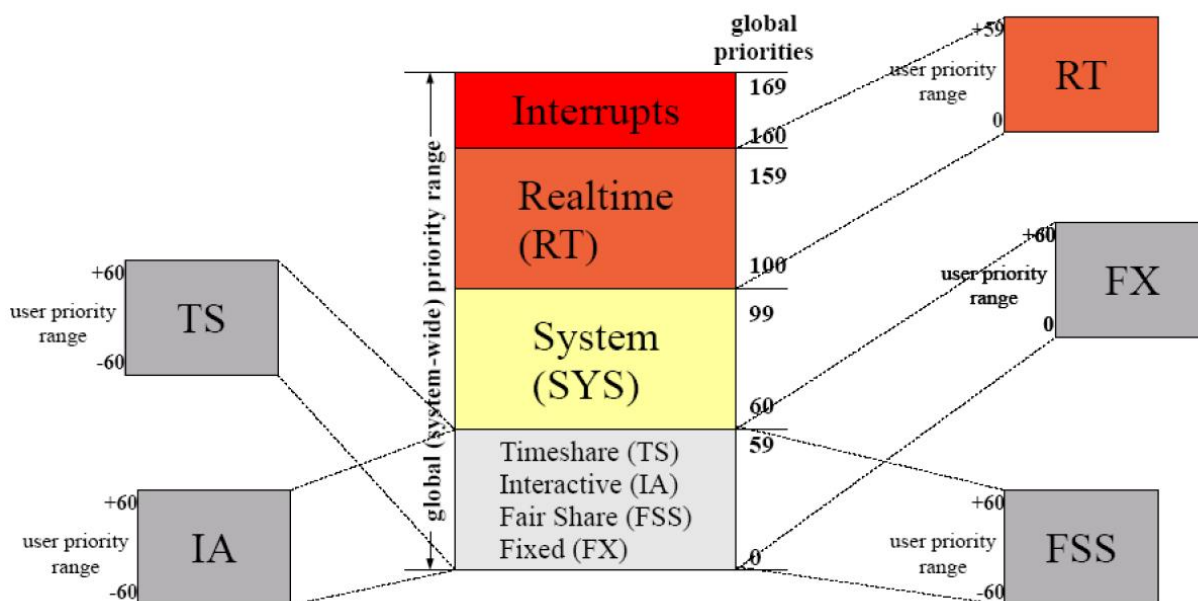 global
priorities
169
160
159
100
99
60
59
0
global (system-wide) priority range
Interrupts
Realtime
(RT)
System
(SYS)
Timeshare (TS)
Interactive (IA)
Fair Share (FSS)
Fixed (FX)
+60
user priority
range
-60
TS
+60
user priority
range
-60
IA
+59
user priority
range
0
RT
+60
user priority
range
0
FX
+60
user priority
range
-60
FSS